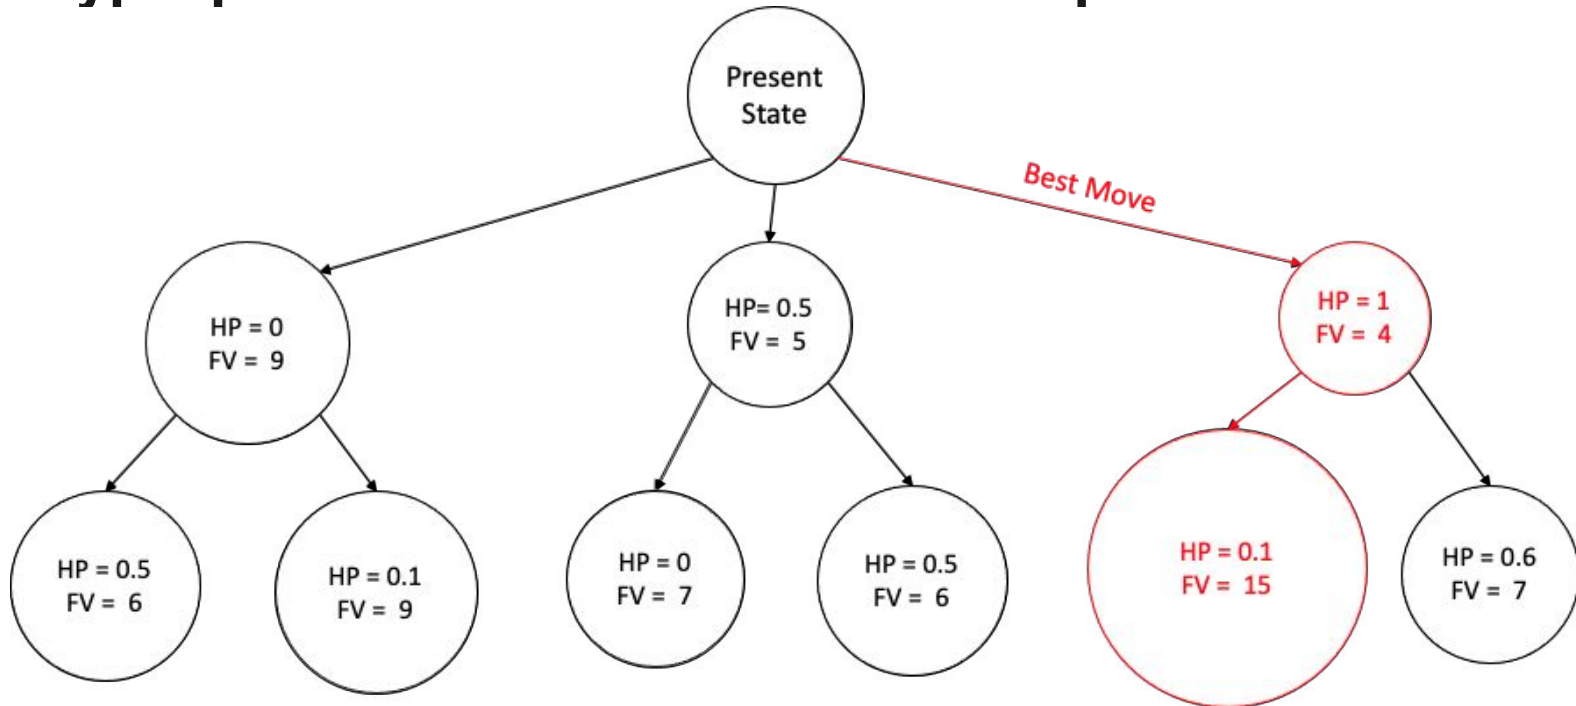 Present
State
Best Move
HP = 0
FV = 9
HP= 0.5
FV = 5
HP = 1
FV = 4
HP = 0.5
FV = 6
HP = 0.1
FV = 9
HP = 0
FV = 7
HP = 0.5
FV = 6
HP = 0.1
FV = 15
HP = 0.6
FV = 7